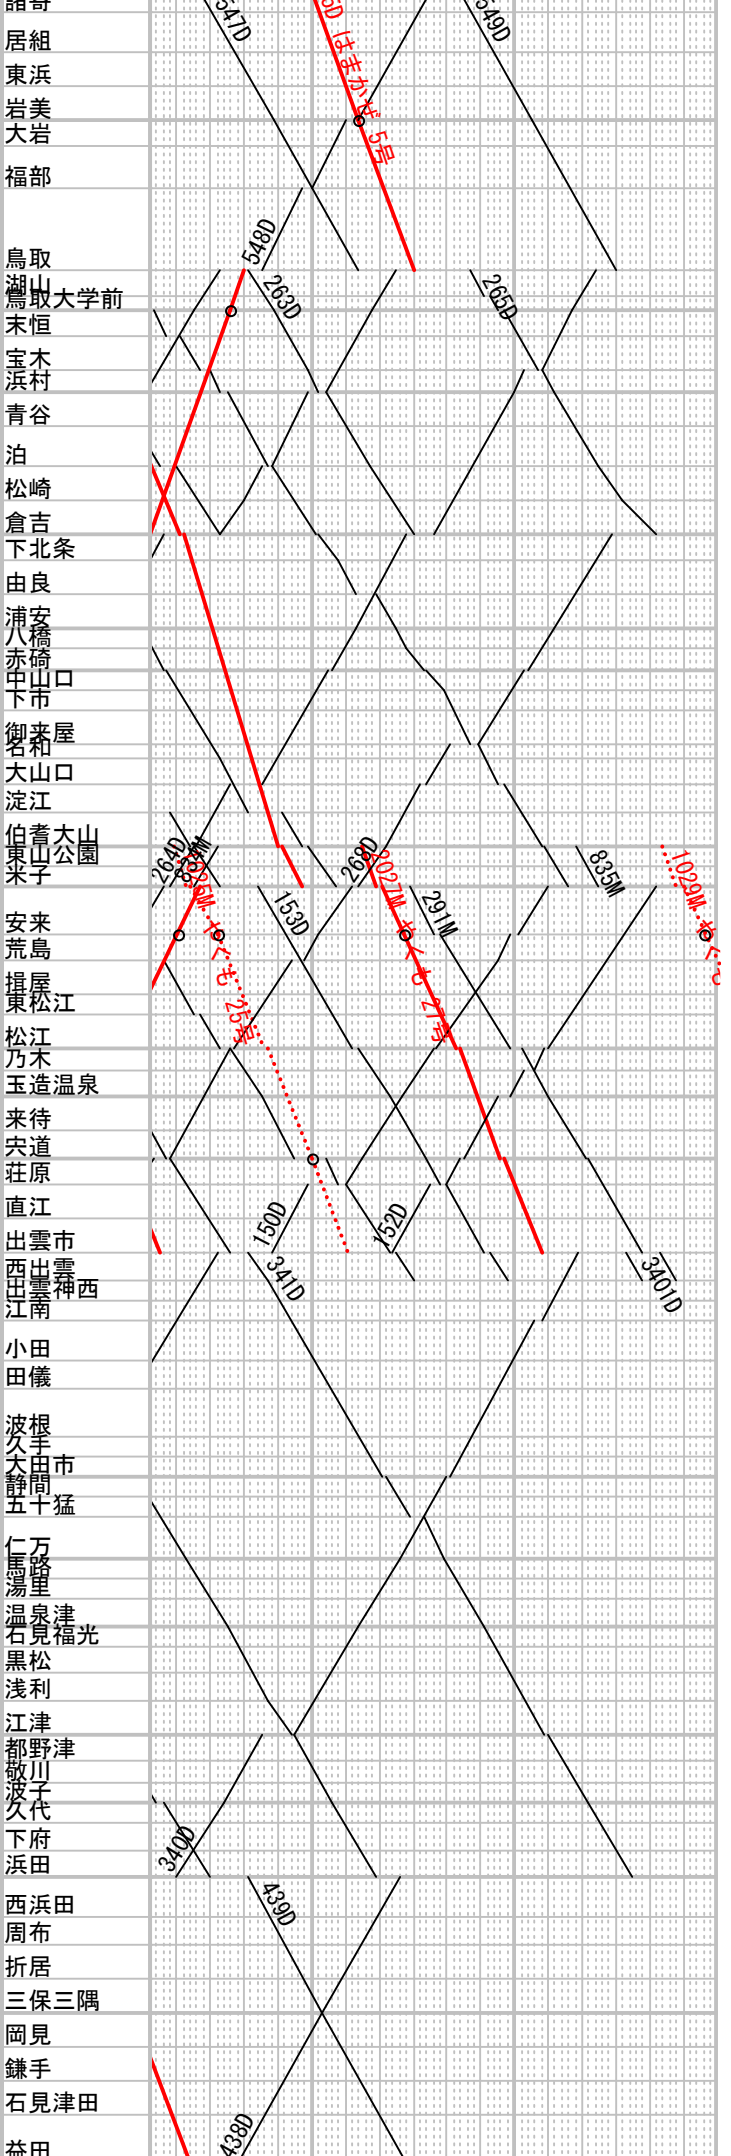 諸寄
547D
5D はまかぜ 5号
549D
居組
東浜
岩美
大岩
福部
鳥取
548D
湖山
263D
265D
鳥取大学前
末恒
宝木
浜村
青谷
泊
松崎
倉吉
下北条
由良
浦安
八橋
赤碕
中山口
下市
御来屋
名和
大山口
淀江
伯耆大山
東山公園
264D
268D
835M
米子
1025M やくも 25号
2027M やくも 27号
1029M やくも
153D
291M
安来
荒島
揖屋
東松江
松江
乃木
玉造温泉
来待
宍道
荘原
直江
150D
152D
出雲市
西出雲
341D
3401D
出雲神西
江南
小田
田儀
波根
久手
大田市
静間
五十猛
仁万
馬路
湯里
温泉津
石見福光
黒松
浅利
江津
都野津
敬川
波子
久代
下府
340D
浜田
西浜田
439D
周布
折居
三保三隅
岡見
鎌手
石見津田
益田
438D